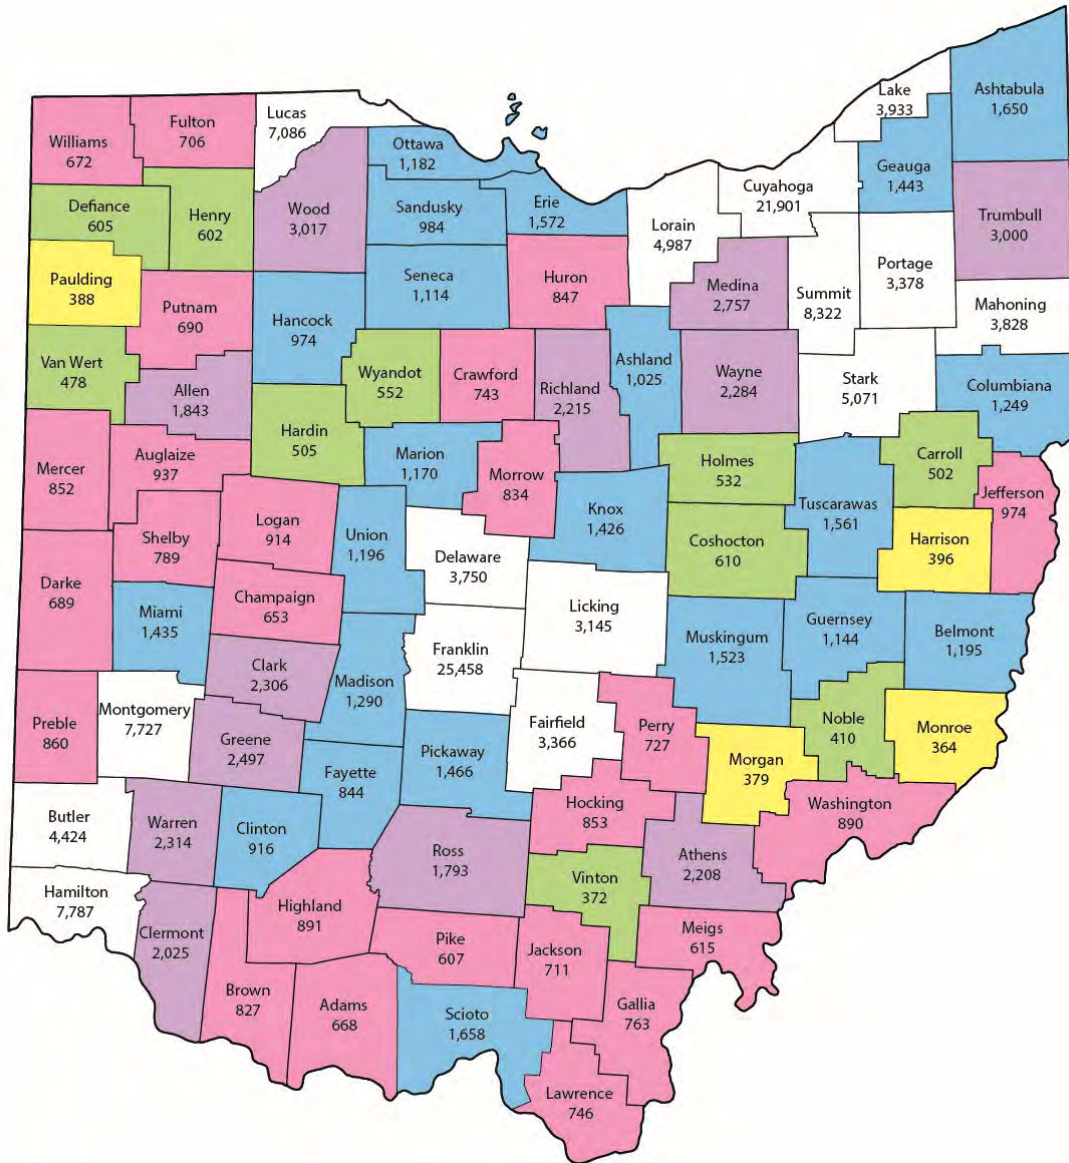 Lake
3,933
Ashtabula
1,650
Lucas
7,086
Fulton
706
Williams
672
Ottawa
1,182
Geauga
1,443
Cuyahoga
21,901
Defiance
605
Henry
602
Wood
3,017
Sandusky
984
Erie
1,572
Lorain
4,987
Trumbull
3,000
Paulding
388
Putnam
690
Hancock
974
Seneca
1,114
Huron
847
Medina
2,757
Summit
8,322
Portage
3,378
Mahoning
3,828
Van Wert
478
Allen
1,843
Wyandot
552
Crawford
743
Richland
2,215
Ashland
1,025
Wayne
2,284
Stark
5,071
Columbiana
1,249
Mercer
852
Auglaize
937
Hardin
505
Marion
1,170
Morrow
834
Holmes
532
Carroll
502
Jefferson
974
Shelby
789
Logan
914
Union
1,196
Delaware
3,750
Knox
1,426
Coshocton
610
Tuscarawas
1,561
Harrison
396
Darke
689
Miami
1,435
Champaign
653
Licking
3,145
Muskingum
1,523
Guernsey
1,144
Belmont
1,195
Clark
2,306
Madison
1,290
Franklin
25,458
Preble
860
Montgomery
7,727
Greene
2,497
Fayette
844
Pickaway
1,466
Fairfield
3,366
Perry
727
Morgan
379
Noble
410
Monroe
364
Butler
4,424
Warren
2,314
Clinton
916
Ross
1,793
Hocking
853
Athens
2,208
Washington
890
Hamilton
7,787
Clermont
2,025
Highland
891
Pike
607
Vinton
372
Jackson
711
Meigs
615
Brown
827
Adams
668
Scioto
1,658
Gallia
763
Lawrence
746